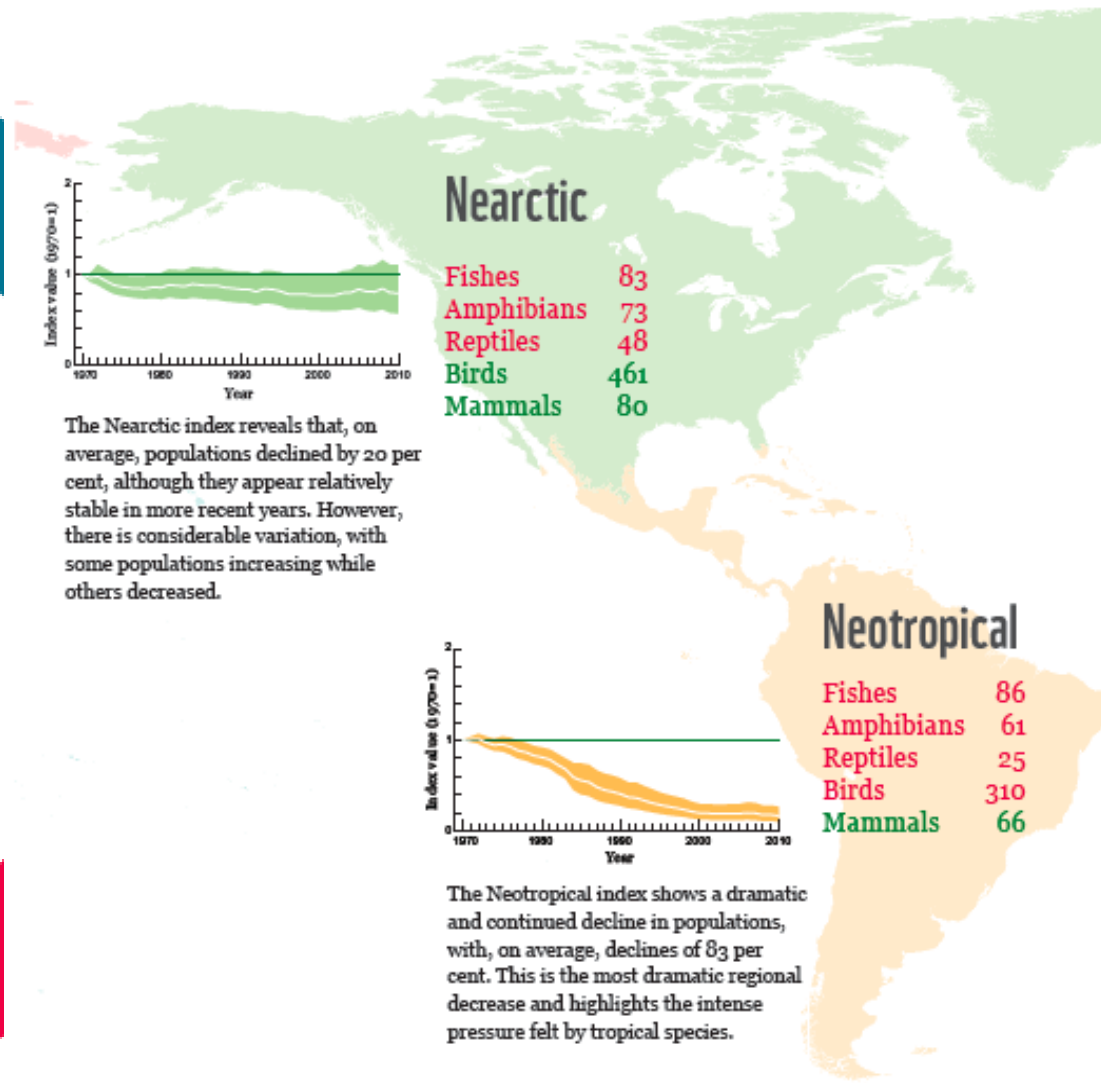 Nearctic
Fishes 83
Amphibians 73
Reptiles 48
Birds 461
Mammals 80
Index value (1970=1)
2
1
0
1970 1980 1990 2000 2010
Year
The Nearctic index reveals that, on
average, populations declined by 20 per
cent, although they appear relatively
stable in more recent years. However,
there is considerable variation, with
some populations increasing while
others decreased.
Neotropical
Fishes 86
Amphibians 61
Reptiles 25
Birds 310
Mammals 66
Index value (1970=1)
2
1
0
1970 1980 1990 2000 2010
Year
The Neotropical index shows a dramatic
and continued decline in populations,
with, on average, declines of 83 per
cent. This is the most dramatic regional
decrease and highlights the intense
pressure felt by tropical species.